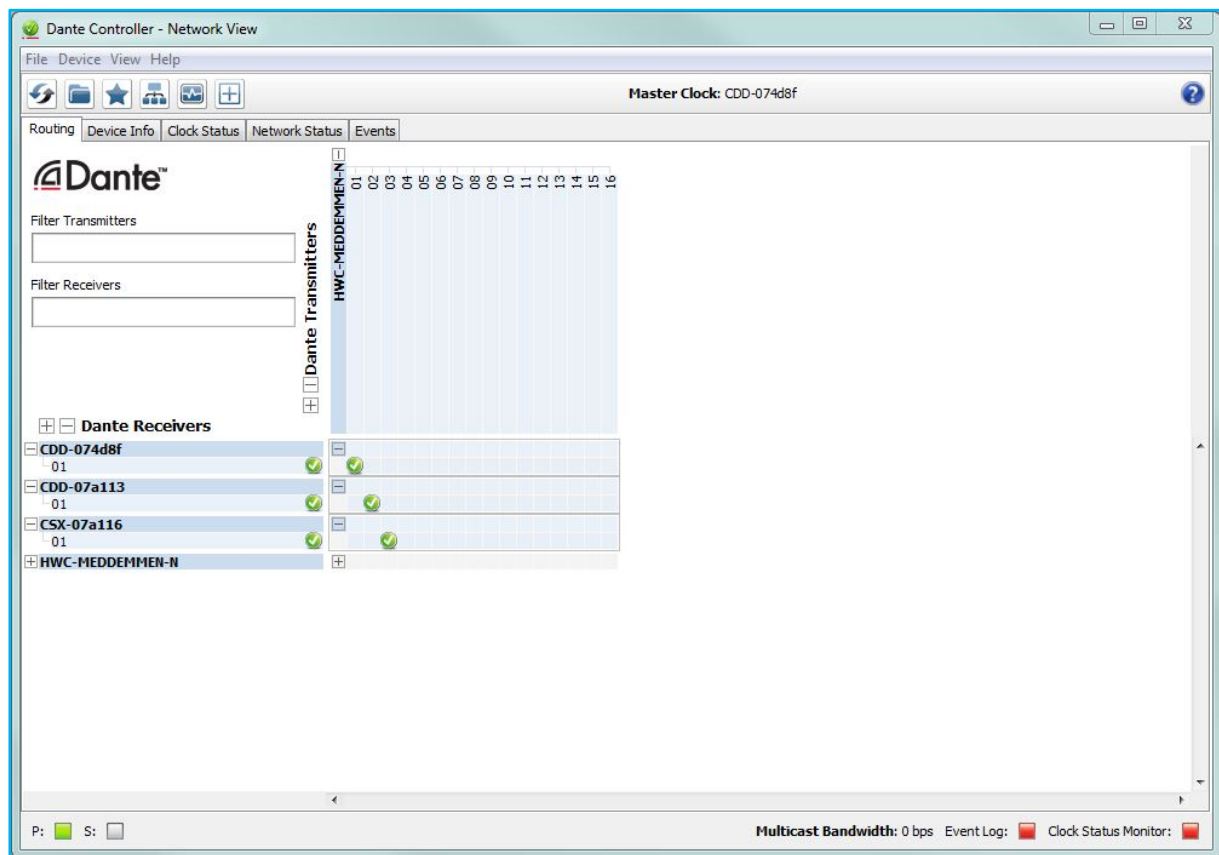 Dante Controller - Network View
File Device View Help
Master Clock: CDD-074d8f
Routing Device Info Clock Status Network Status Events
Dante™
Filter Transmitters
Filter Receivers
Dante Transmitters
HWC-MEDDEMMEN-N
01 02 03 04 05 06 07 08 09 10 11 12 13 14 15 16
Dante Receivers
CDD-074d8f
01
CDD-07a113
01
CSX-07a116
01
HWC-MEDDEMMEN-N
P: S: Multicast Bandwidth: 0 bps Event Log: Clock Status Monitor: